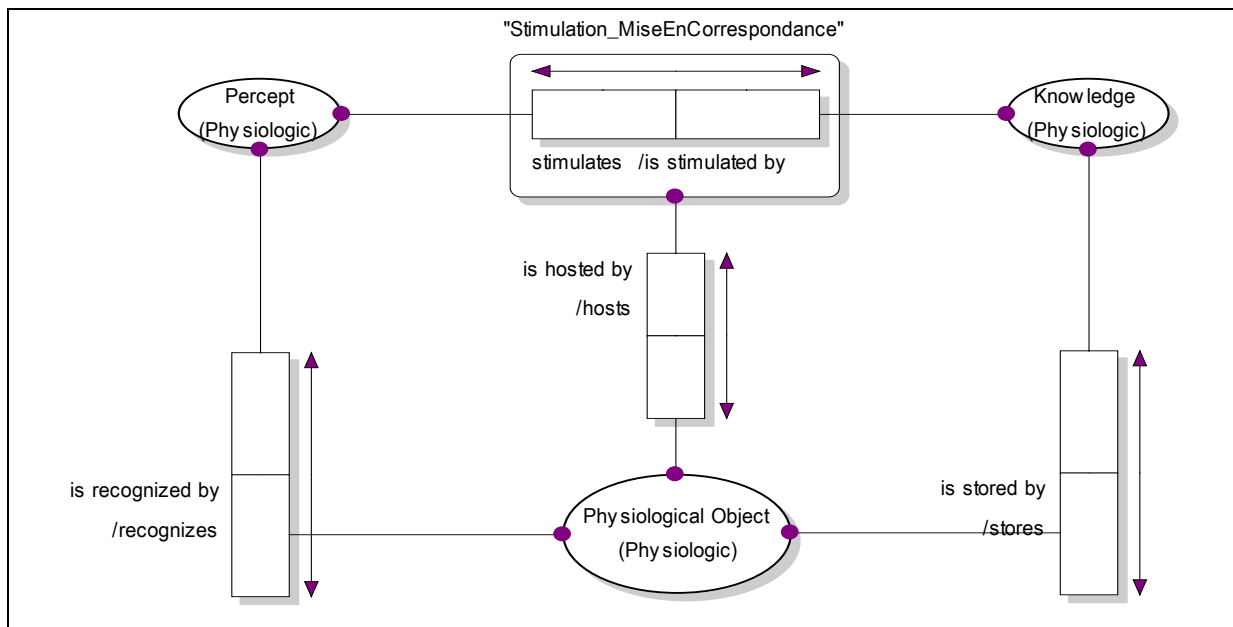 "Stimulation_MiseEnCorrespondance"
Percept
(Physiologic)
Knowledge
(Physiologic)
stimulates /is stimulated by
is hosted by
/hosts
is recognized by
/recognizes
Physiological Object
(Physiologic)
is stored by
/stores